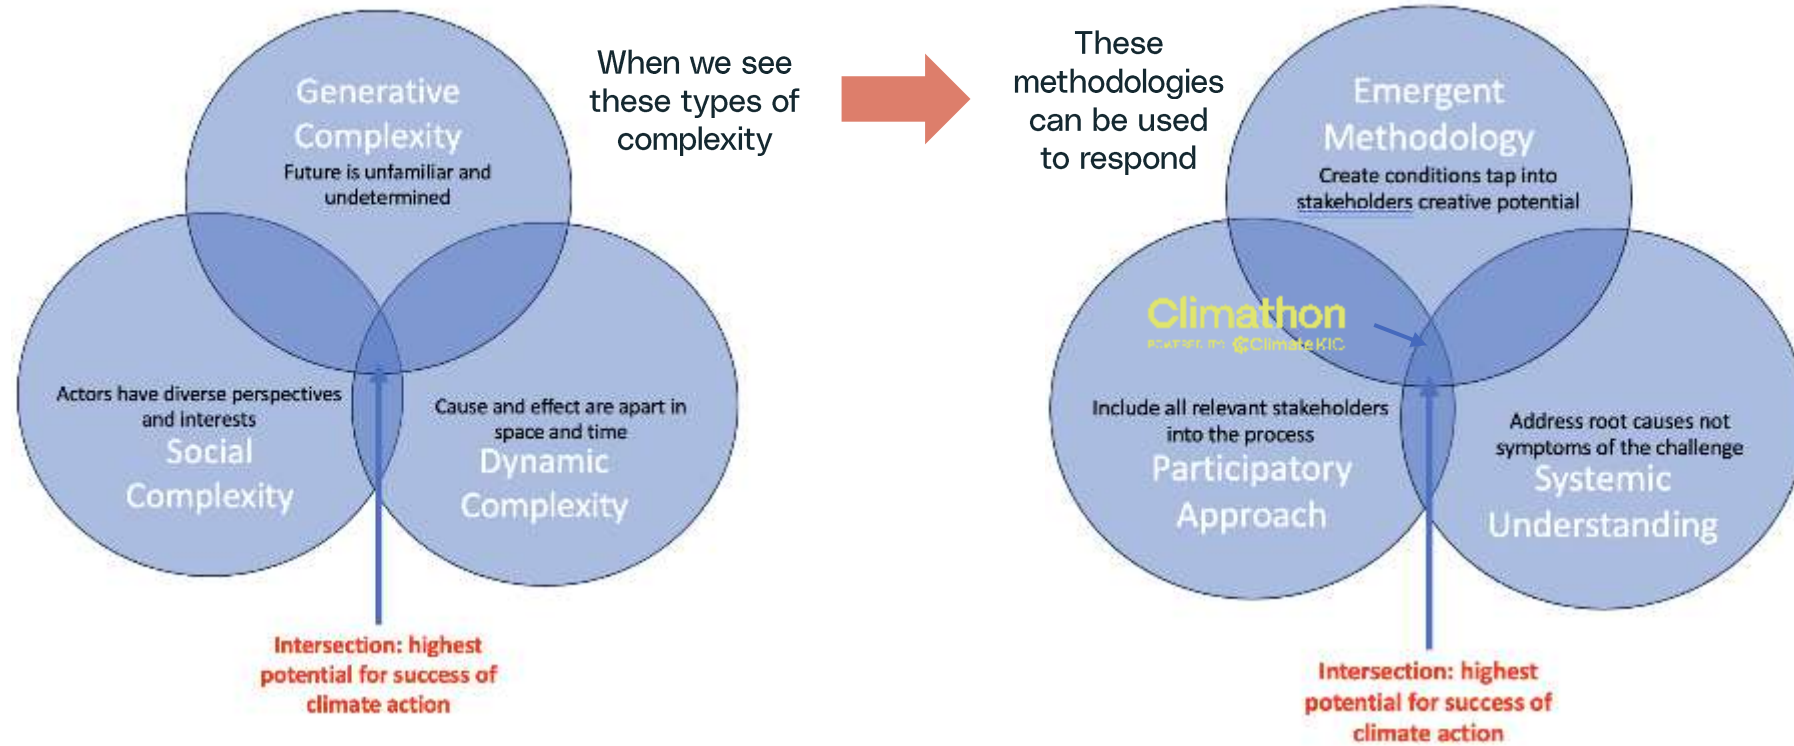 Generative
Complexity
Future is unfamiliar and
undetermined
Actors have diverse perspectives
and interests
Social
Complexity
Cause and effect are apart in
space and time
Dynamic
Complexity
Intersection: highest
potential for success of
climate action
When we see
these types of
complexity
These
methodologies
can be used
to respond
Emergent
Methodology
Create conditions tap into
stakeholders creative potential
Climathon
POWERED BY Climate KIC
Include all relevant stakeholders
into the process
Participatory
Approach
Address root causes not
symptoms of the challenge
Systemic
Understanding
Intersection: highest
potential for success of
climate action